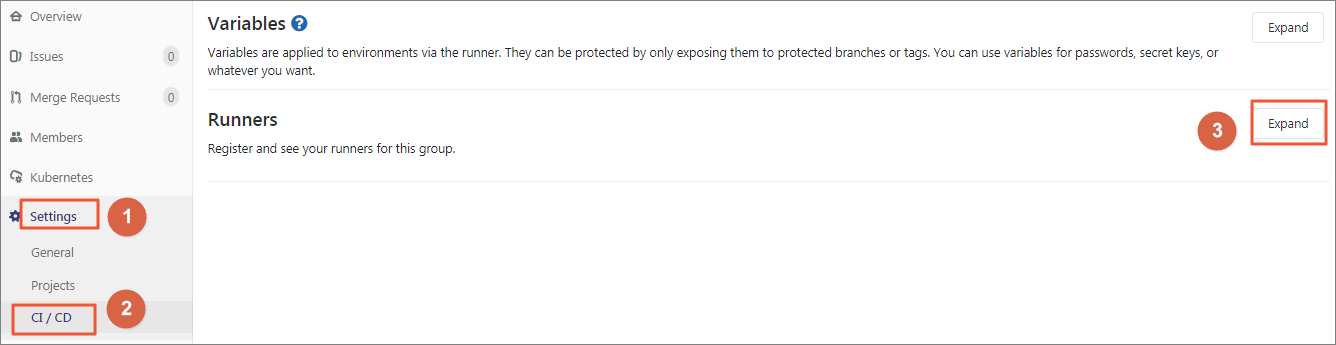 Overview
Issues
0
Merge Requests
0
Members
Kubernetes
Settings
1
General
Projects
CI / CD
2
Variables ?
Expand
Variables are applied to environments via the runner. They can be protected by only exposing them to protected branches or tags. You can use variables for passwords, secret keys, or
whatever you want.
Runners
3
Expand
Register and see your runners for this group.